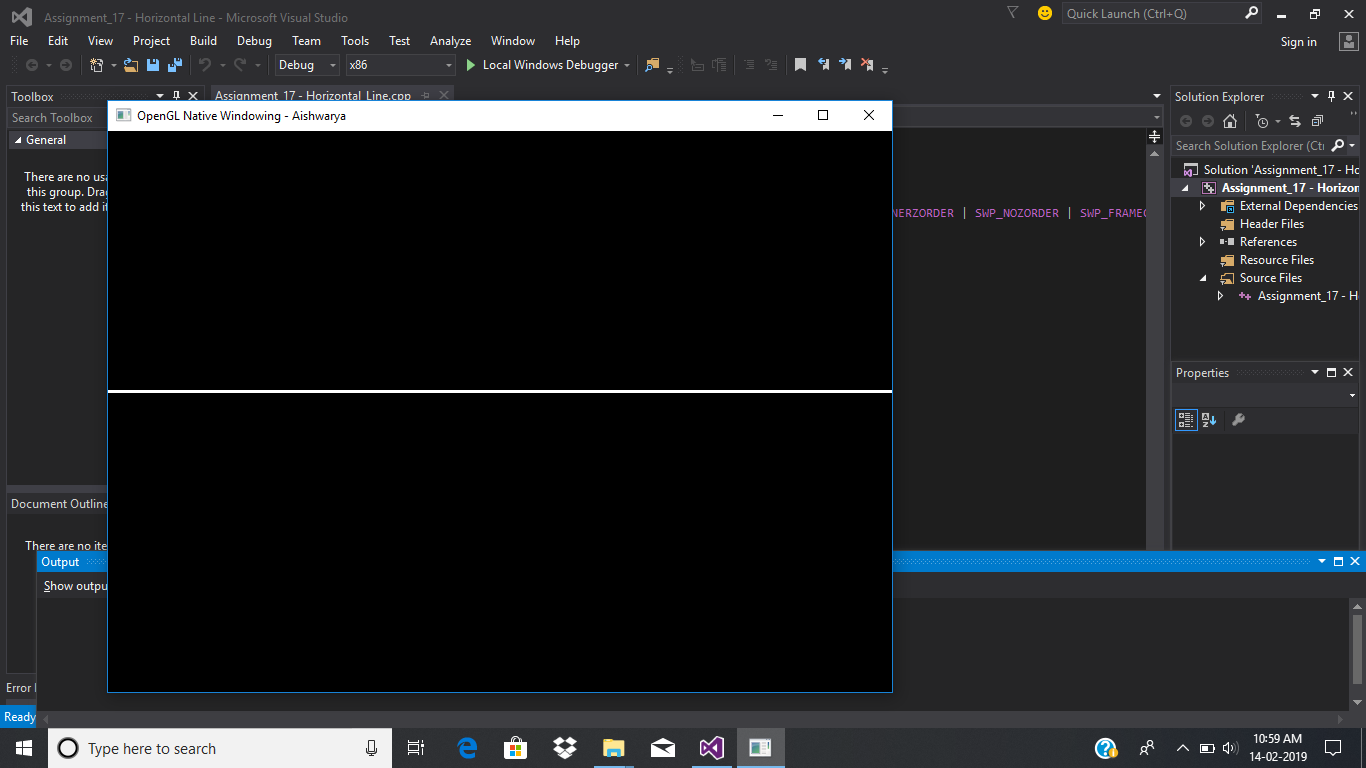 Assignment_17 - Horizontal Line - Microsoft Visual Studio
Quick Launch (Ctrl+Q)
File Edit View Project Build Debug Team Tools Test Analyze Window Help
Sign in
Debug x86 Local Windows Debugger
Toolbox
Assignment_17 - Horizontal Line.cpp
Solution Explorer
Search Toolbox
OpenGL Native Windowing - Aishwarya
General
Search Solution Explorer (Ctr
There are no usa
this group. Drag
this text to add it
Solution 'Assignment_17 - Ho
Assignment_17 - Horizon
External Dependencies
NERZORDER | SWP_NOZORDER | SWP_FRAMEC
Header Files
References
Resource Files
Source Files
Assignment_17 - H
Properties
Document Outline
There are no ite
Output
Show outpu
Error
Ready
Type here to search
10:59 AM
14-02-2019